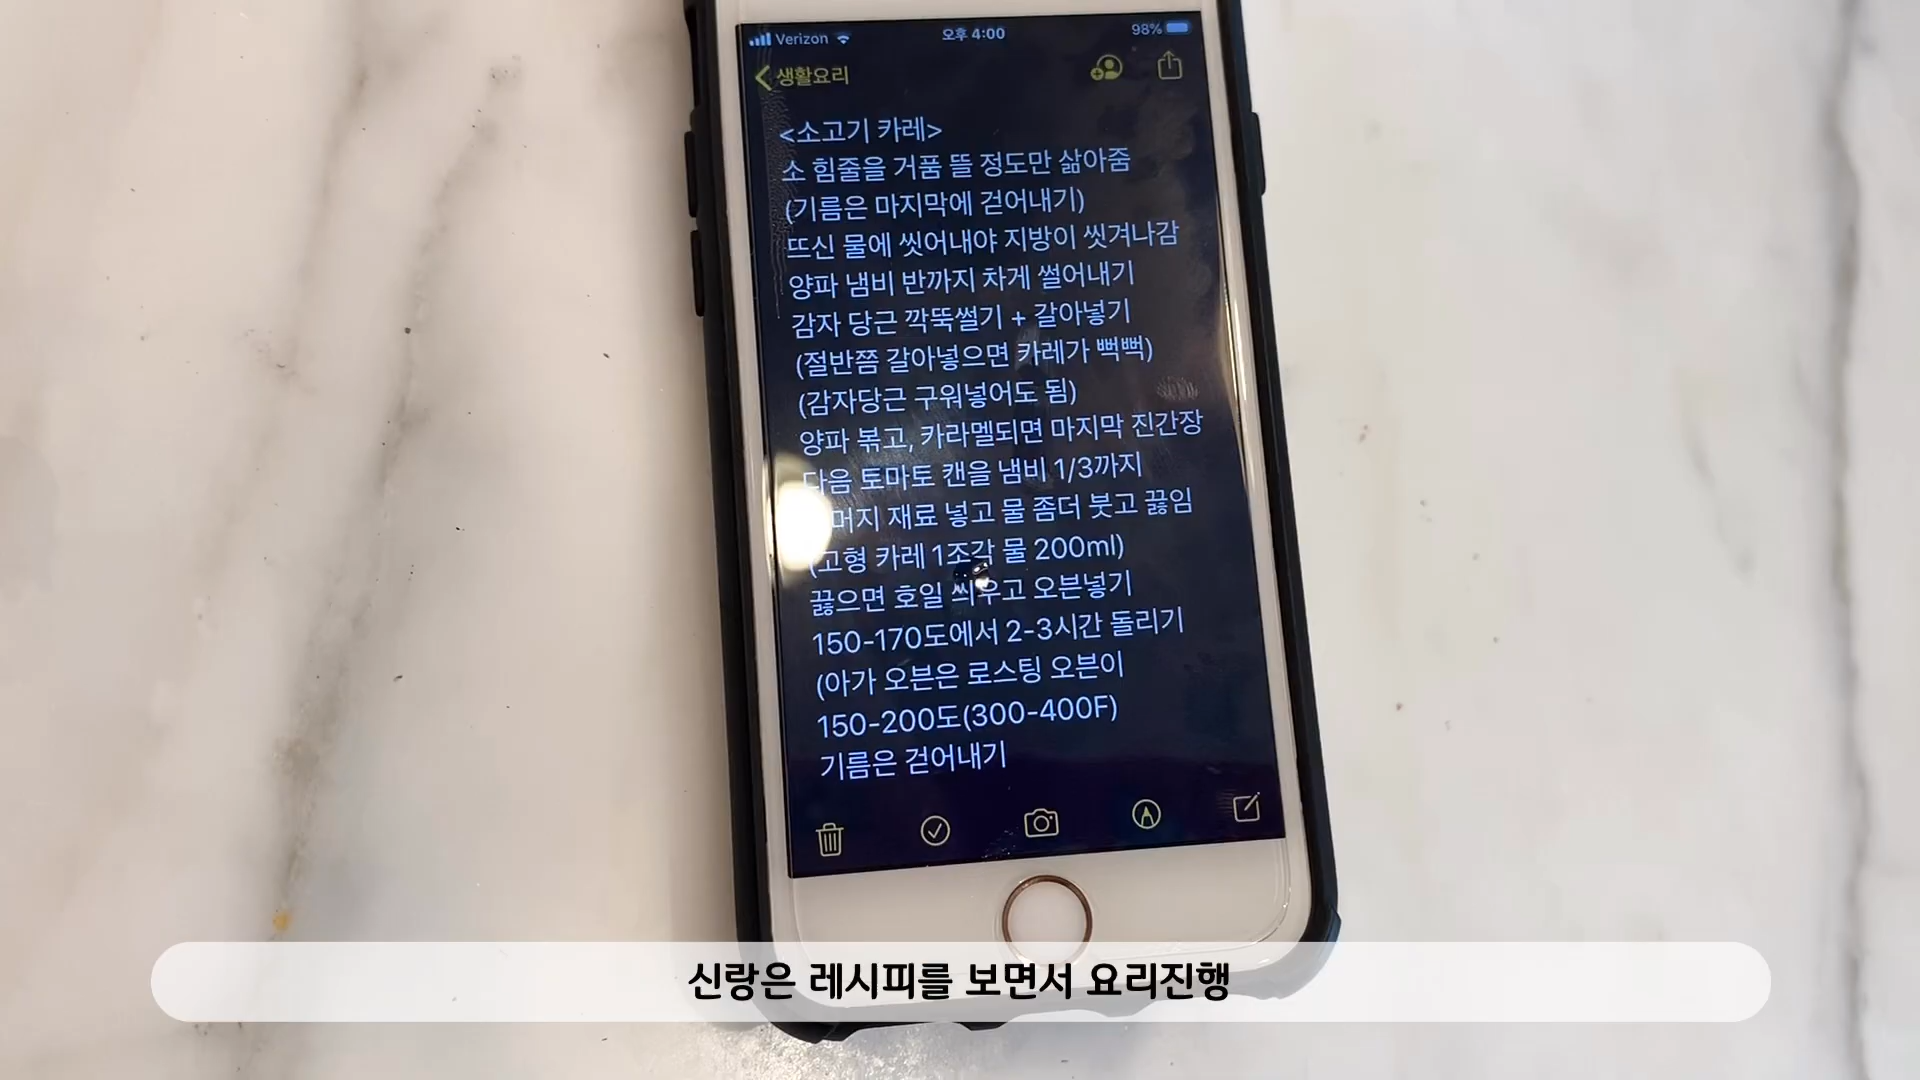 Verizon 오후 4:00 98%
생활요리
<소고기 카레>
소 힘줄을 거품 뜰 정도만 삶아줌
(기름은 마지막에 걷어내기)
뜨신 물에 씻어내야 지방이 씻겨나감
양파 냄비 반까지 차게 썰어내기
감자 당근 깍뚝썰기 + 갈아넣기
(절반쯤 갈아넣으면 카레가 뻑뻑)
(감자당근 구워넣어도 됨)
양파 볶고, 카라멜되면 마지막 진간장
다음 토마토 캔을 냄비 1/3까지
머지 재료 넣고 물 좀더 붓고 끓임
(고형 카레 1조각 물 200ml)
끓으면 호일 씌우고 오븐넣기
150-170도에서 2-3시간 돌리기
(아가 오븐은 로스팅 오븐이
150-200도(300-400F)
기름은 걷어내기
신랑은 레시피를 보면서 요리진행